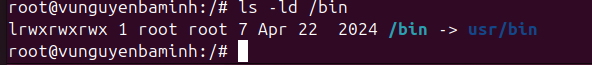 root@vunguyenbaminh:/# ls -ld /bin
lrwxrwxrwx 1 root root 7 Apr 22  2024 /bin -> usr/bin
root@vunguyenbaminh:/#